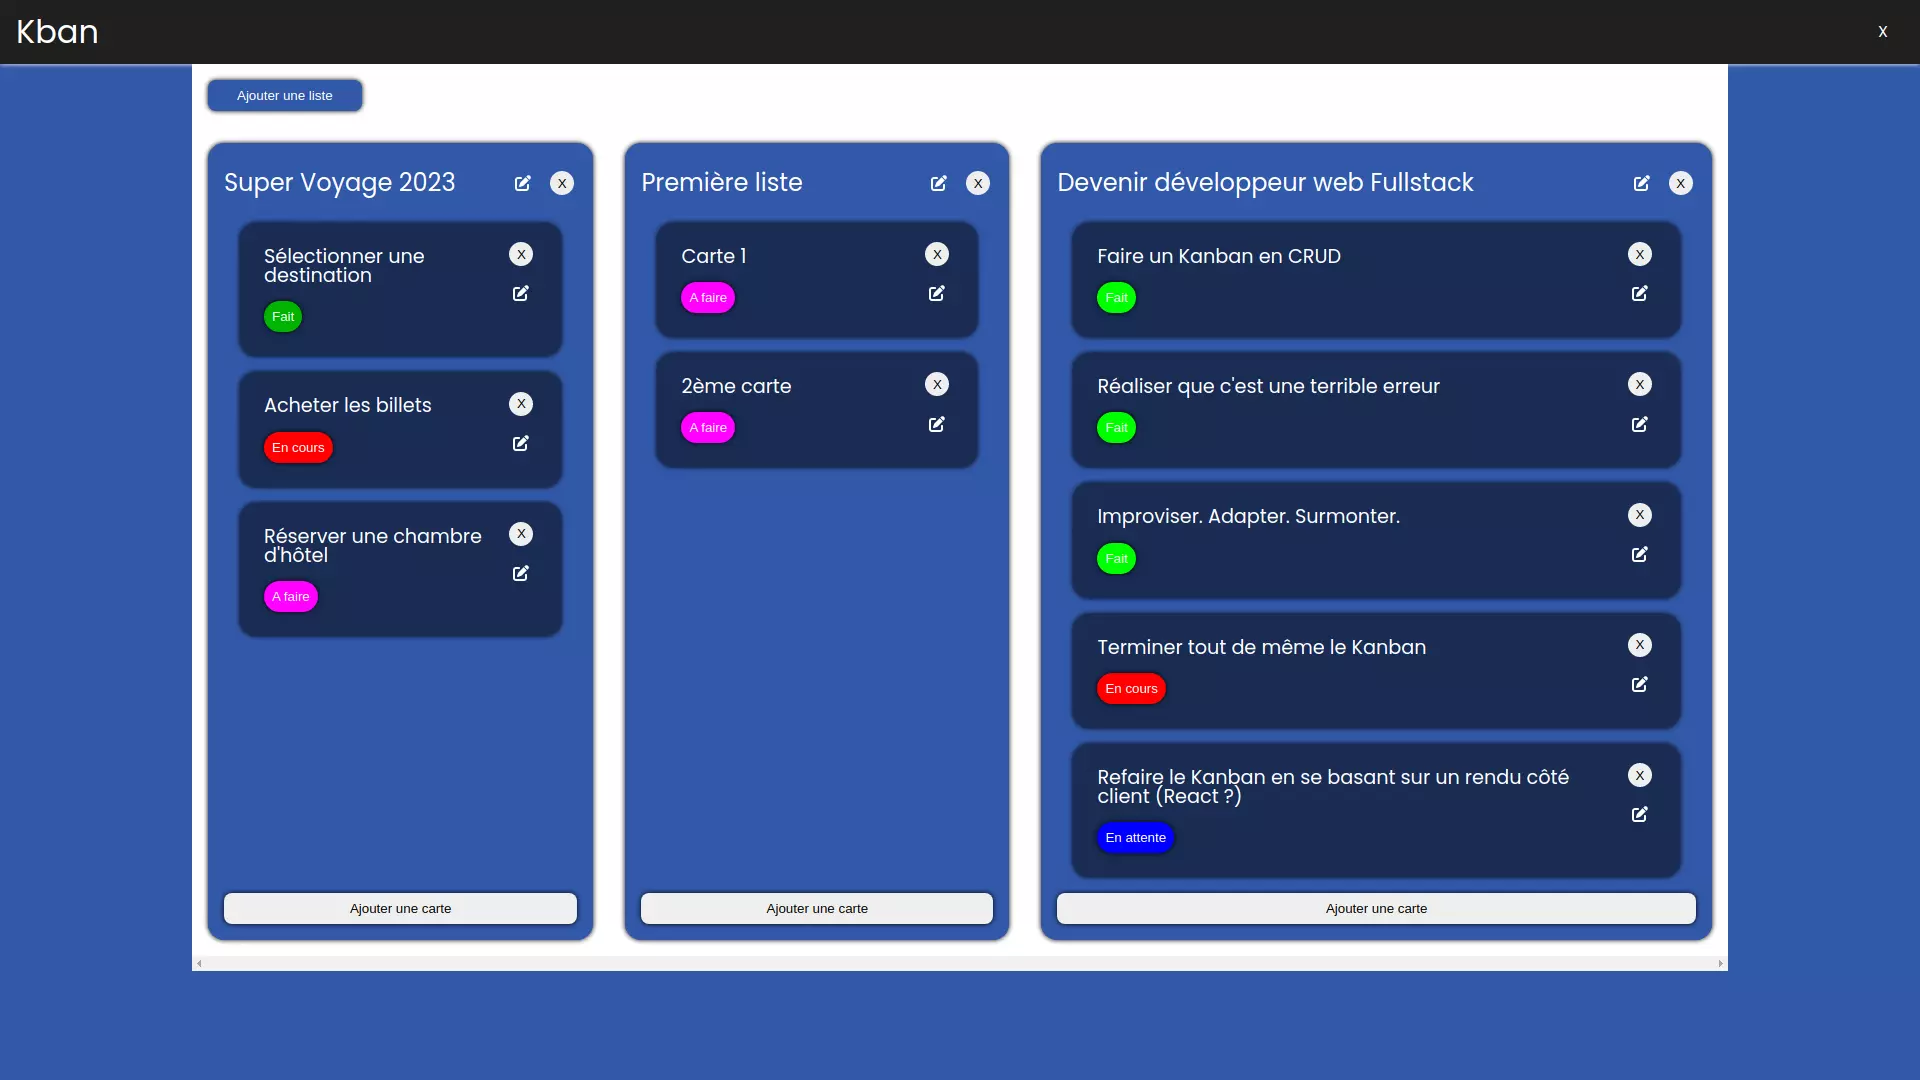 Kban
X
Ajouter une liste
Super Voyage 2023
X
Sélectionner une
destination
X
Fait
Acheter les billets
X
En cours
Réserver une chambre
d'hôtel
X
A faire
Ajouter une carte
Première liste
X
Carte 1
X
A faire
2ème carte
X
A faire
Ajouter une carte
Devenir développeur web Fullstack
X
Faire un Kanban en CRUD
X
Fait
Réaliser que c'est une terrible erreur
X
Fait
Improviser. Adapter. Surmonter.
X
Fait
Terminer tout de même le Kanban
X
En cours
Refaire le Kanban en se basant sur un rendu côté
client (React ?)
X
En attente
Ajouter une carte